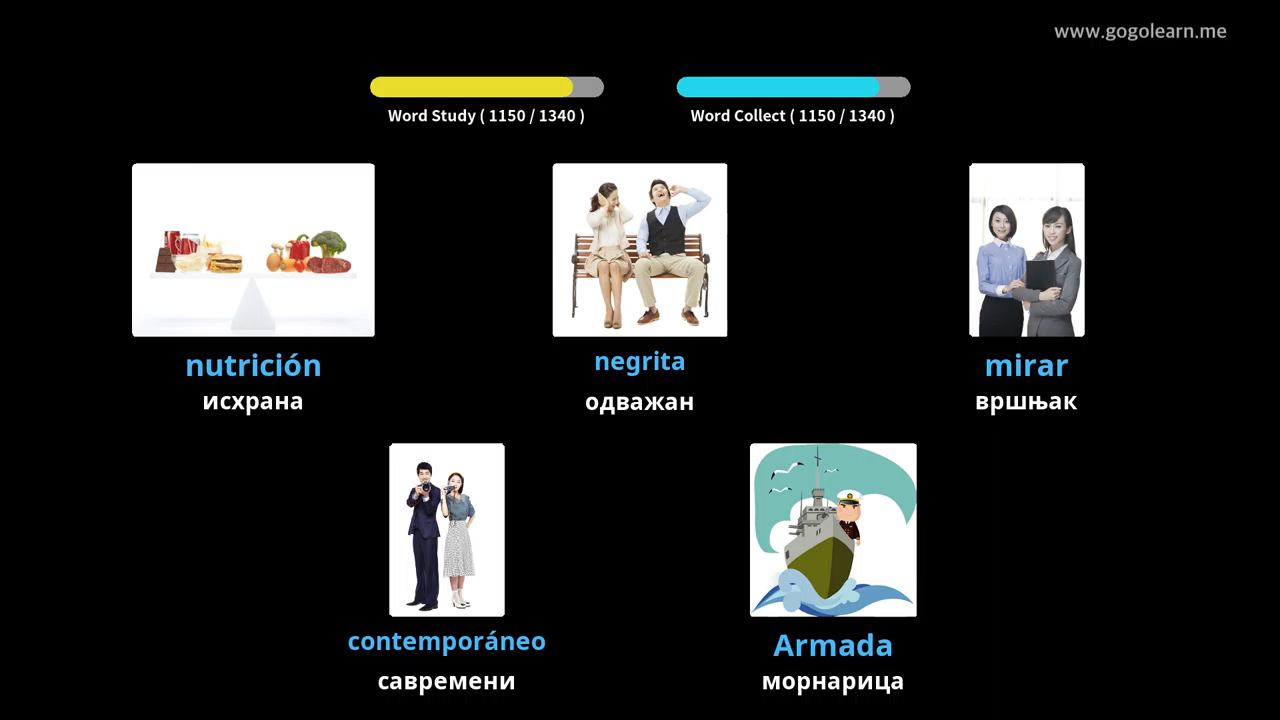 www.gogolearn.me
Word Study ( 1150 / 1340 )
Word Collect ( 1150 / 1340 )
nutrición
исхрана
negrita
одважан
mirar
вршњак
contemporáneo
савремени
Armada
морнарица